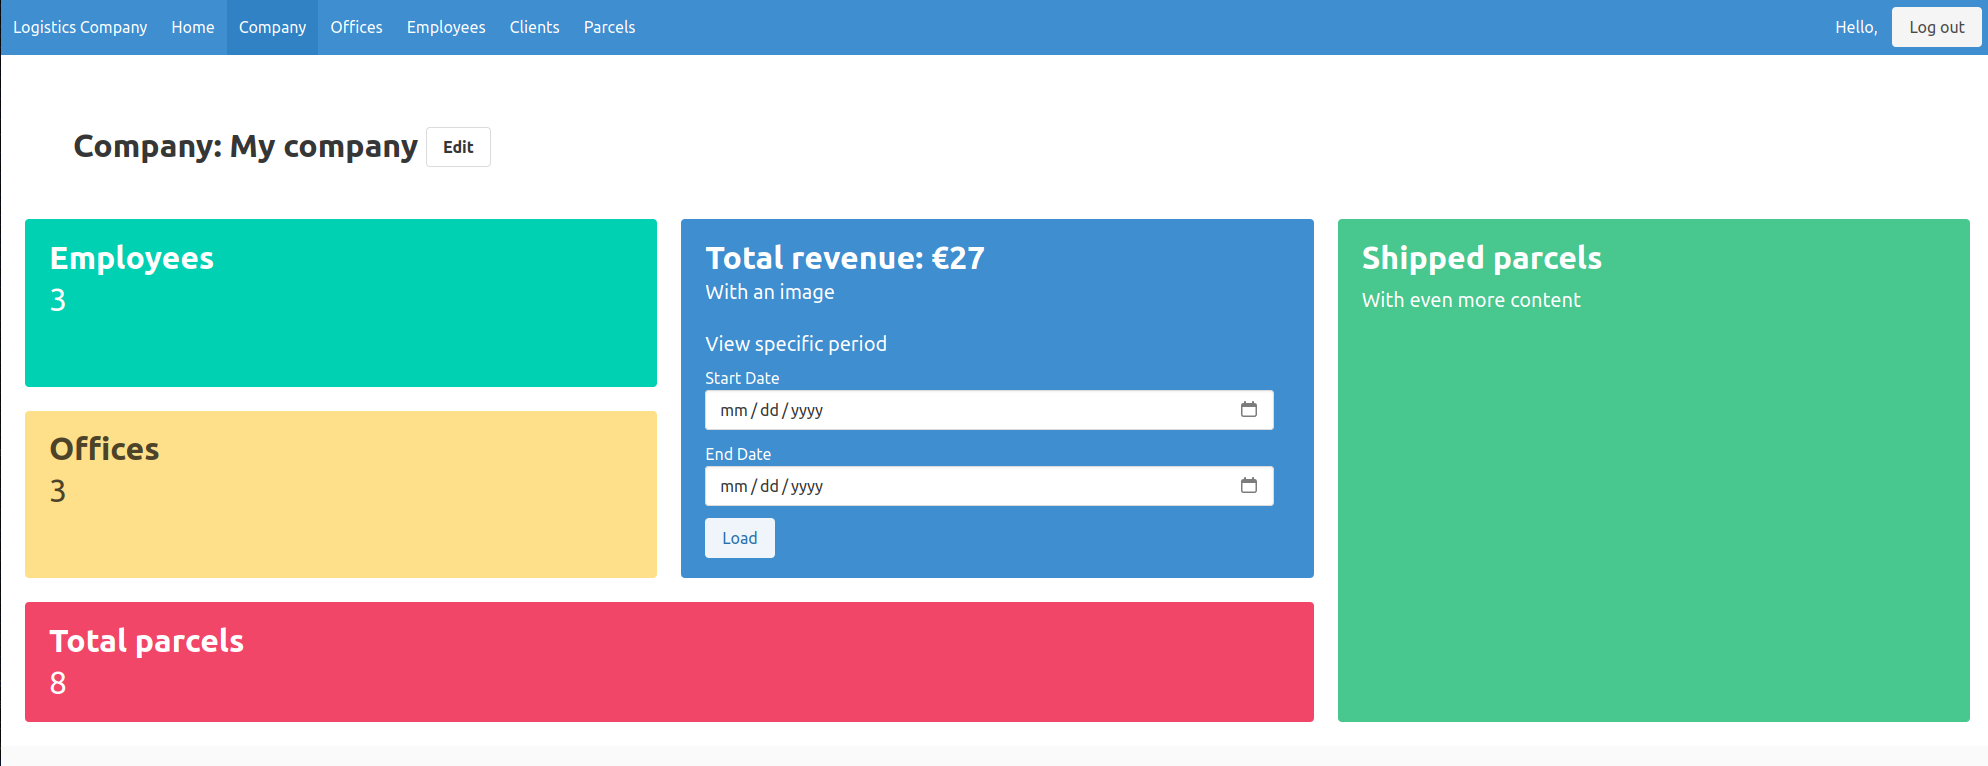 Logistics Company Home Company Offices Employees Clients Parcels Hello, Log out
Company: My company Edit
Employees
3
Offices
3
Total revenue: €27
With an image
View specific period
Start Date
mm/dd/yyyy
End Date
mm/dd/yyyy
Load
Shipped parcels
With even more content
Total parcels
8